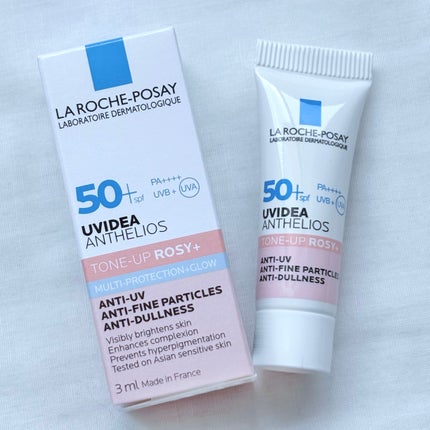 LA ROCHE-POSAY
LABORATOIRE DERMATOLOGIQUE
50+spf
PA++++
UVB + UVA
UVIDEA
ANTHELIOS
TONE-UP ROSY+
MULTI-PROTECTION+GLOW
ANTI-UV
ANTI-FINE PARTICLES
ANTI-DULLNESS
Visibly brightens skin
Enhances complexion
Prevents hyperpigmentation
Tested on Asian sensitive skin
3 ml Made in France
LA ROCHE-POSAY
LABORATOIRE DERMATOLOGIQUE
50+spf
PA++++
UVB + UVA
UVIDEA
ANTHELIOS
TONE-UP ROSY+
ANTI-UV
ANTI-FINE PARTICLES
ANTI-DULLNESS